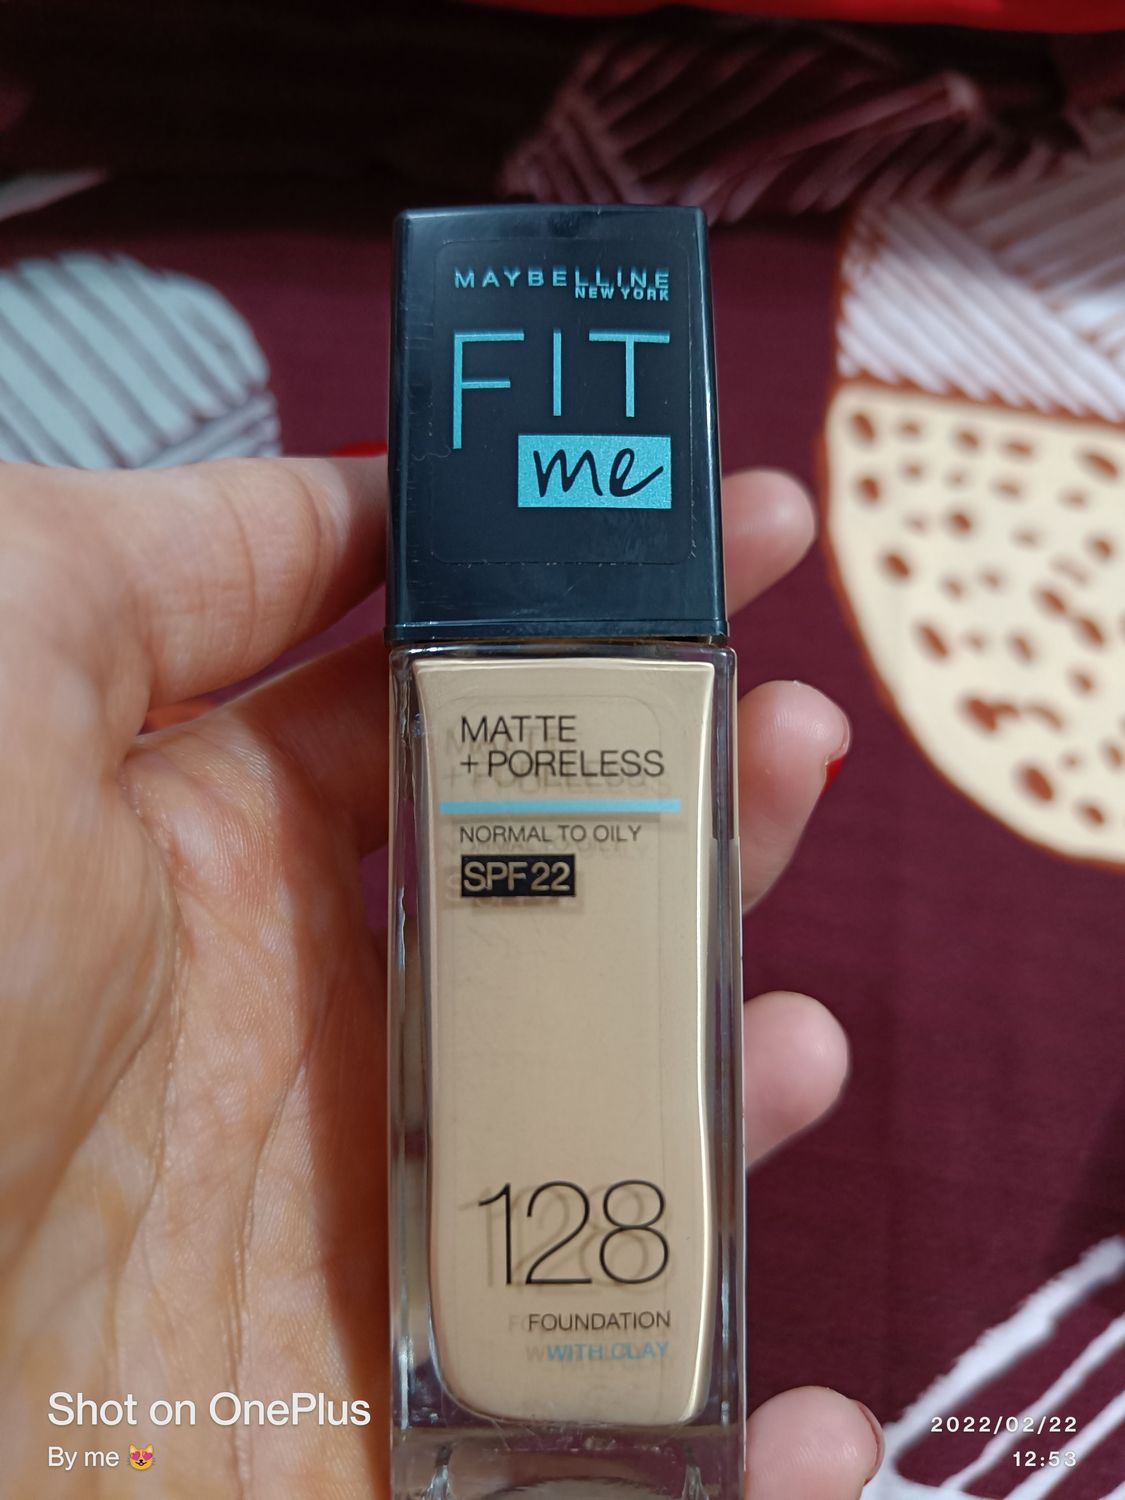 MAYBELLINE
NEW YORK
FIT
me
MATTE
+ PORELESS
NORMAL TO OILY
SPF 22
128
FOUNDATION
WITH CLAY
Shot on OnePlus
By me 😻
2022/02/22
12:53